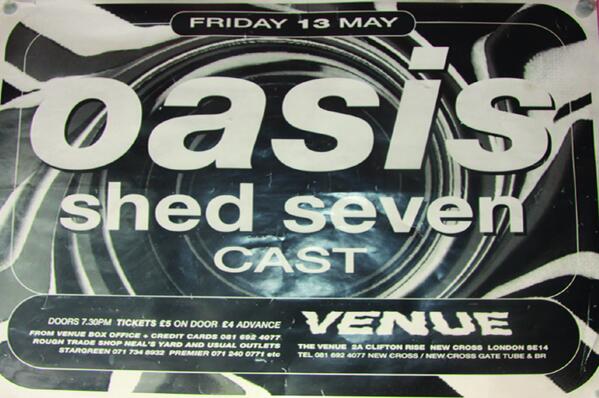 FRIDAY 13 MAY
oasis
shed seven
CAST
DOORS 7.30PM TICKETS £5 ON DOOR £4 ADVANCE
FROM VENUE BOX OFFICE + CREDIT CARDS 081 692 4077
ROUGH TRADE SHOP NEAL'S YARD AND USUAL OUTLETS
STARGREEN 071 734 8932 PREMIER 071 240 0771 etc
VENUE
THE VENUE 2A CLIFTON RISE NEW CROSS LONDON SE14
TEL 081 692 4077 NEW CROSS / NEW CROSS GATE TUBE & BR